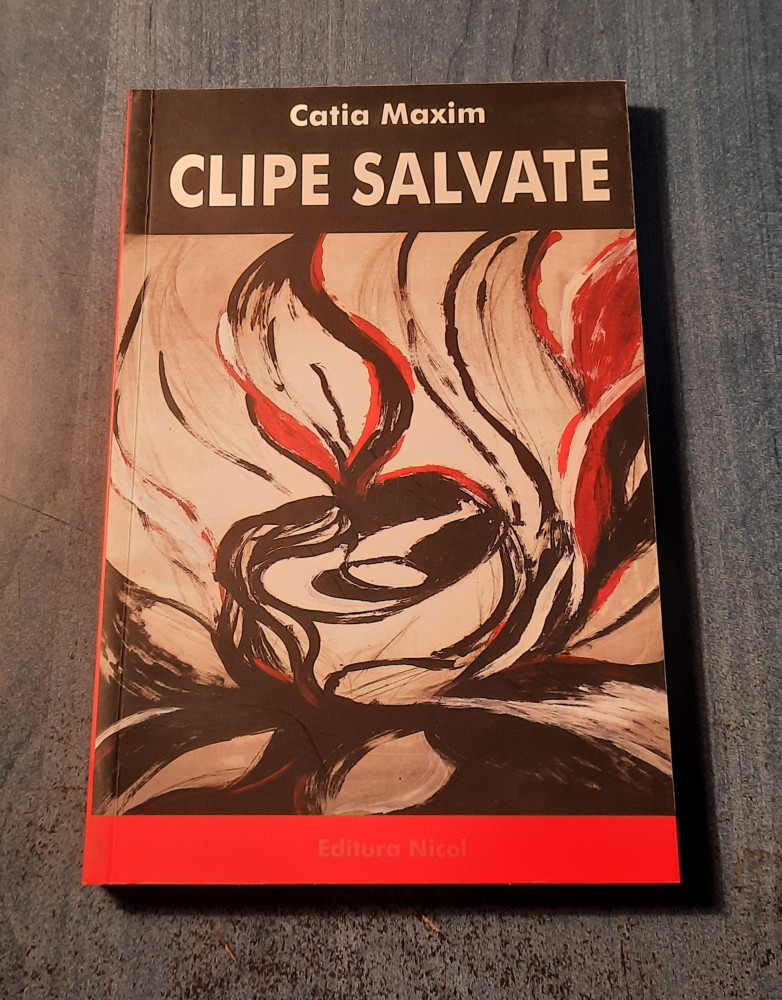 Catia Maxim
CLIPE SALVATE
Editura Nicol